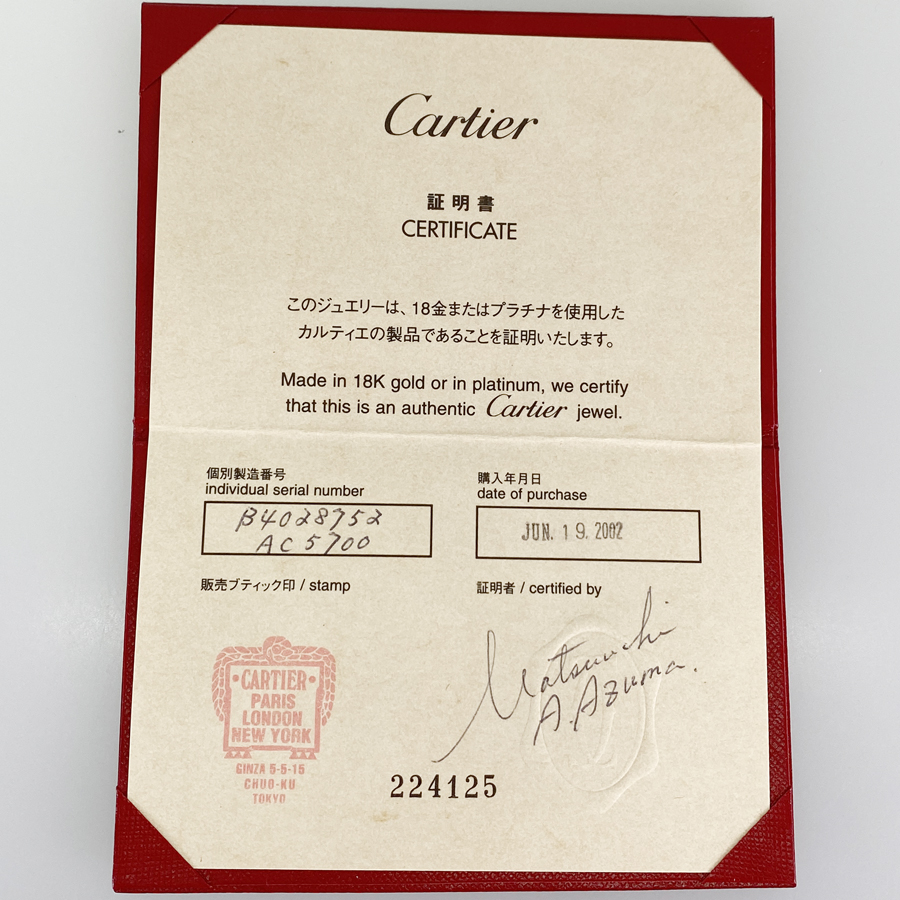 Cartier
証明書
CERTIFICATE
このジュエリーは、18金またはプラチナを使用した
カルティエの製品であることを証明いたします。
Made in 18K gold or in platinum, we certify
that this is an authentic Cartier jewel.
個別製造番号
individual serial number
B4028752
AC5700
購入年月日
date of purchase
JUN. 19. 2002
販売ブティック印 / stamp
証明者 / certified by
A. Azuma.
·CARTIER·
PARIS
LONDON
NEW YORK
GINZA 5-5-15
CHUO-KU
TOKYO
224125